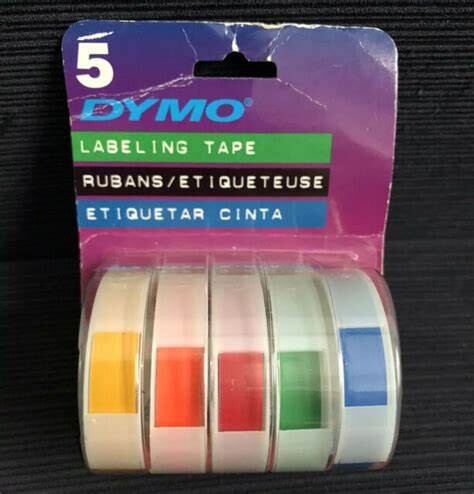 5
DYMO®
LABELING TAPE
RUBANS/ETIQUETEUSE
ETIQUETAR CINTA